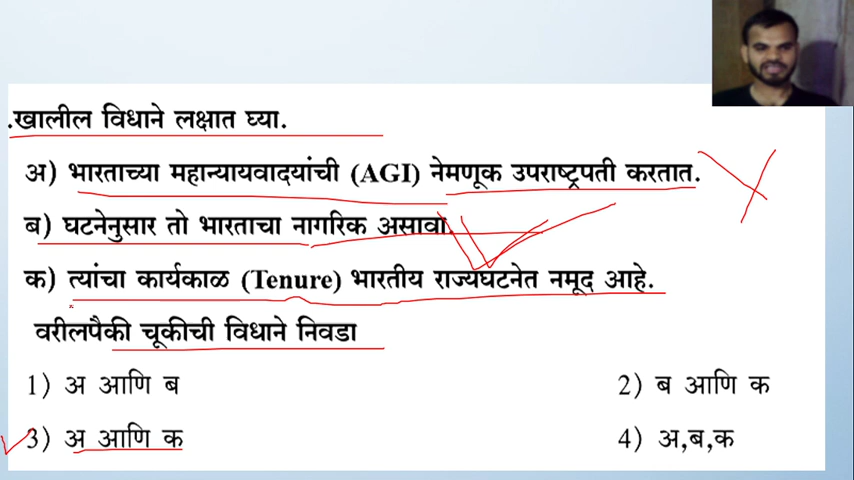 .खालील विधाने लक्षात घ्या.
अ) भारताच्या महान्यायवादयांची (AGI) नेमणूक उपराष्ट्रपती करतात.
ब) घटनेनुसार तो भारताचा नागरिक असावा.
क) त्यांचा कार्यकाळ (Tenure) भारतीय राज्यघटनेत नमूद आहे.
वरीलपैकी चूकीची विधाने निवडा
1) अ आणि ब
2) ब आणि क
3) अ आणि क
4) अ,ब,क